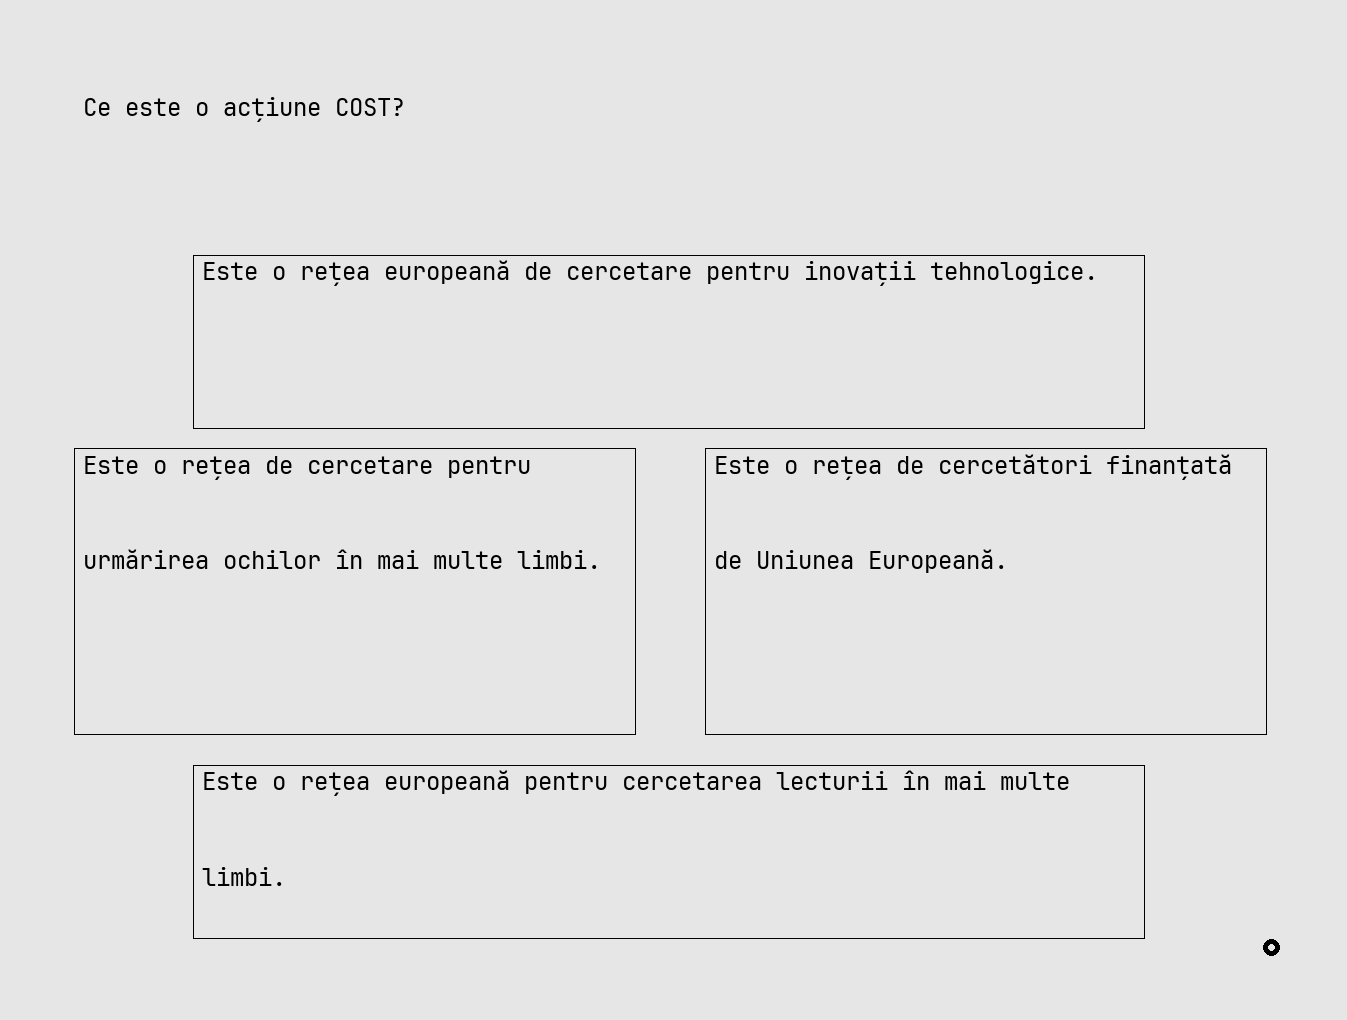 Ce este o acțiune COST?
Este o rețea europeană de cercetare pentru inovații tehnologice.
Este o rețea de cercetare pentru
urmărirea ochilor în mai multe limbi.
Este o rețea de cercetători finanțată
de Uniunea Europeană.
Este o rețea europeană pentru cercetarea lecturii în mai multe
limbi.